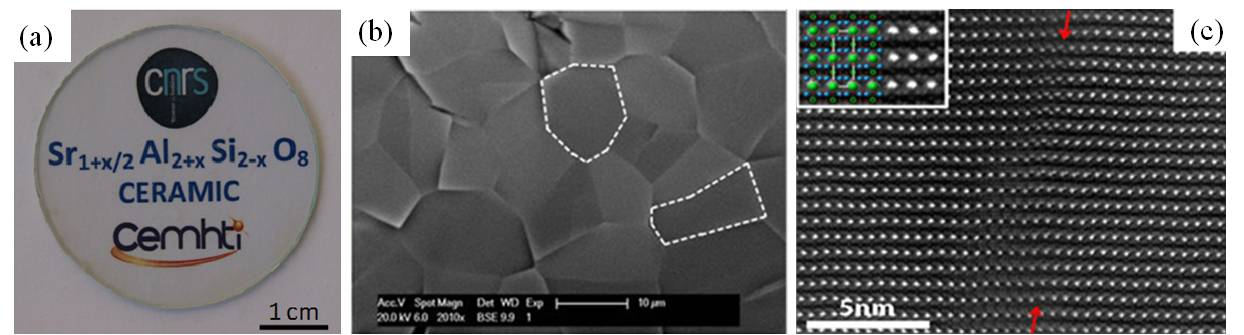 (a)
cnrs
Sr1+x/2 Al2+x Si2-x O8
CERAMIC
Cemhti
1 cm
(b)
Acc.V Spot Magn Det WD Exp
20.0 kV 6.0 2010x BSE 9.9 1
10 µm
(c)
5nm